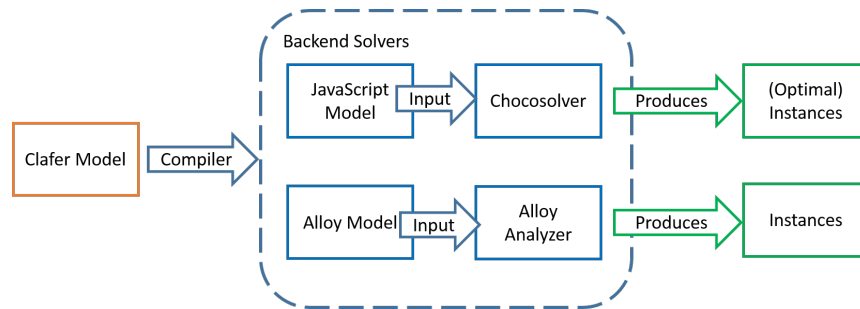 Backend Solvers
JavaScript
Model
Input
Chocosolver
Produces
(Optimal)
Instances
Clafer Model
Compiler
Alloy Model
Input
Alloy
Analyzer
Produces
Instances